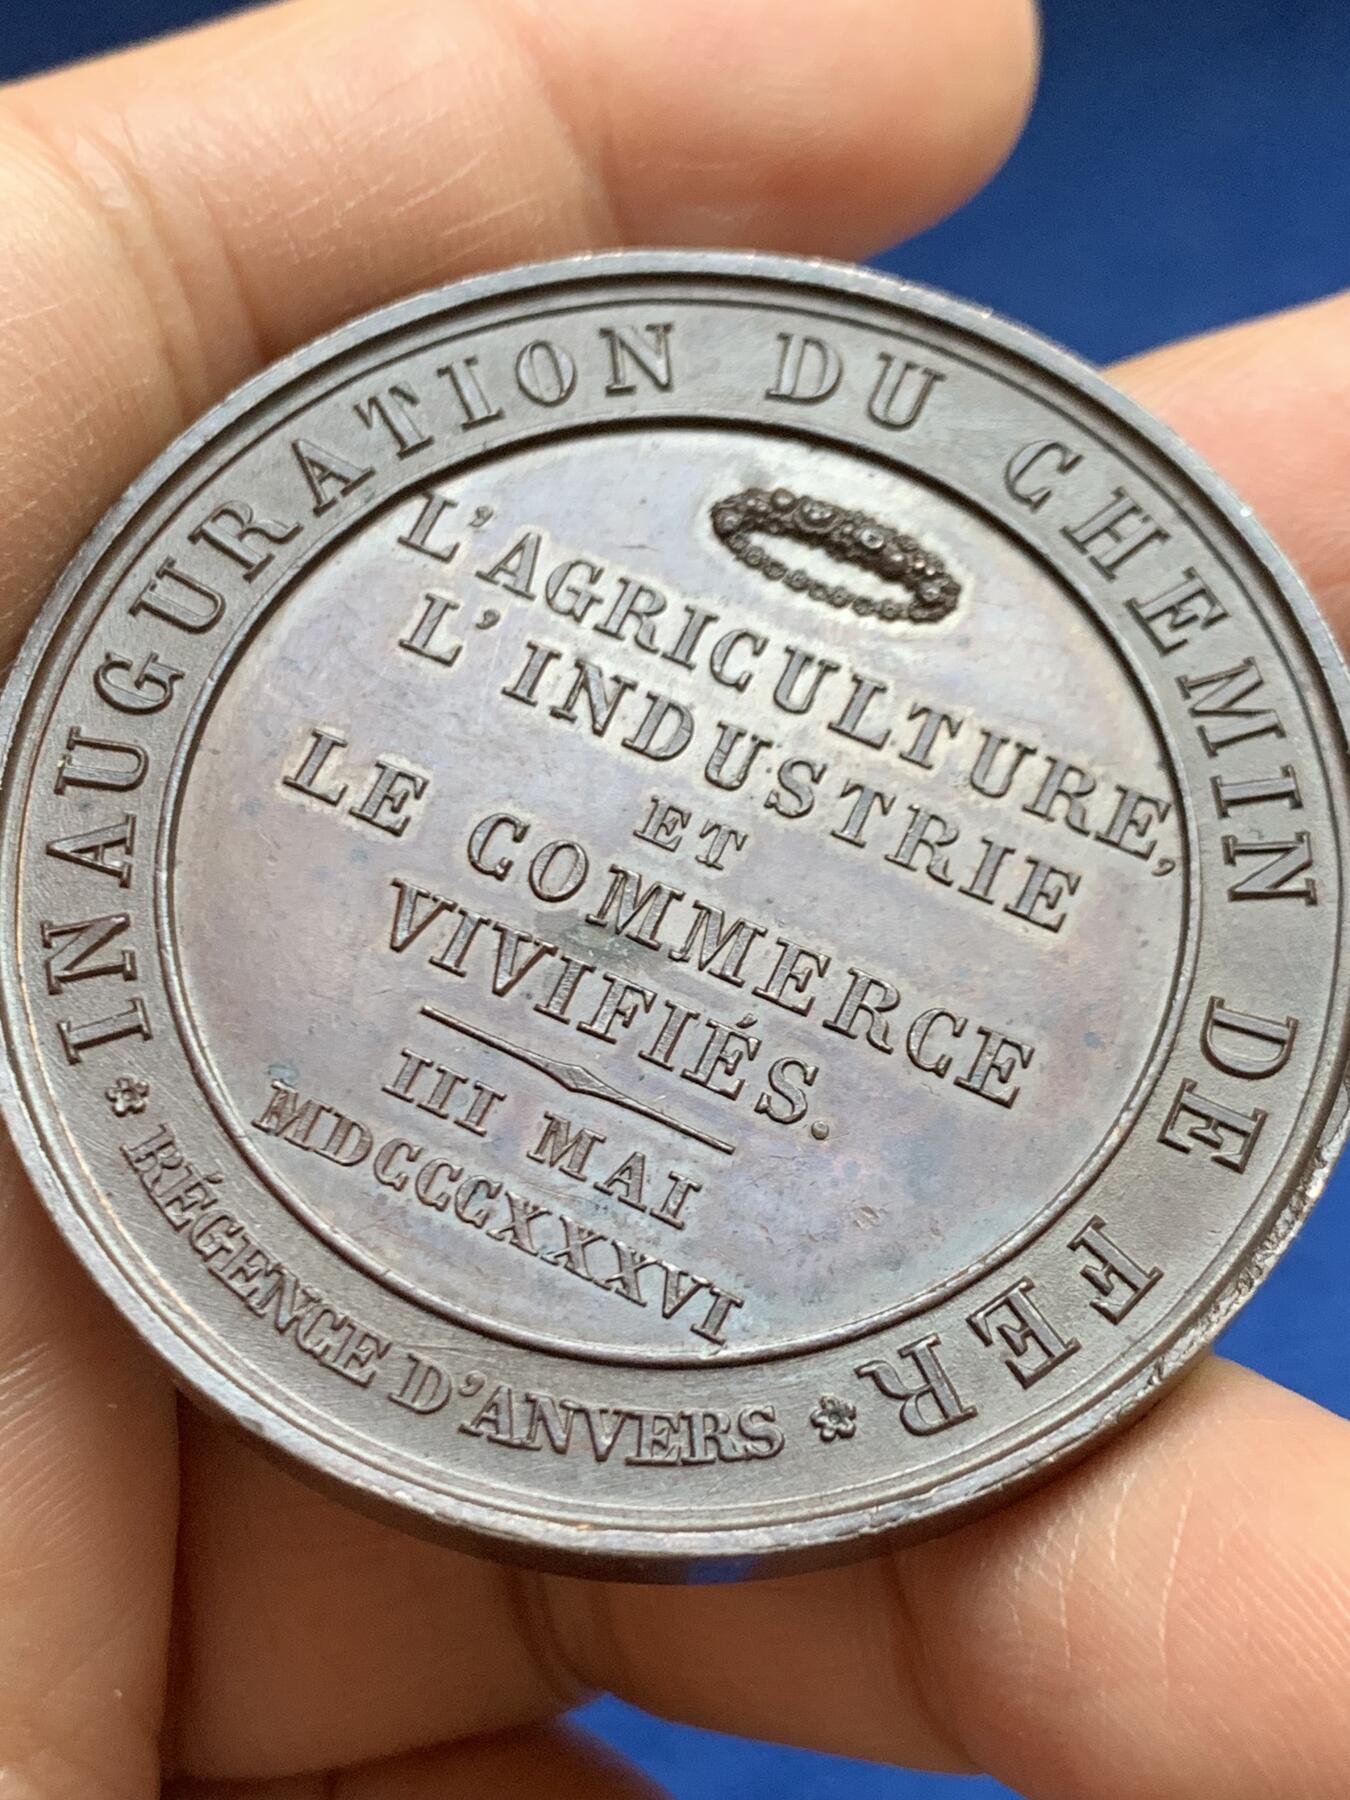 INAUGURATION DU CHEMIN DE FER
L'AGRICULTURE,
L'INDUSTRIE
ET
LE COMMERCE
VIVIFIÉS.
III MAI
MDCCCXXXVI
RÉGENCE D'ANVERS